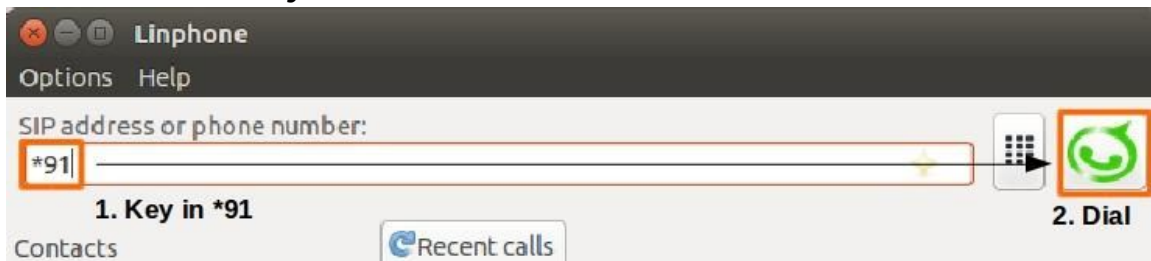 Linphone
Options Help
SIP address or phone number:
*91
1. Key in *91
2. Dial
Contacts
Recent calls